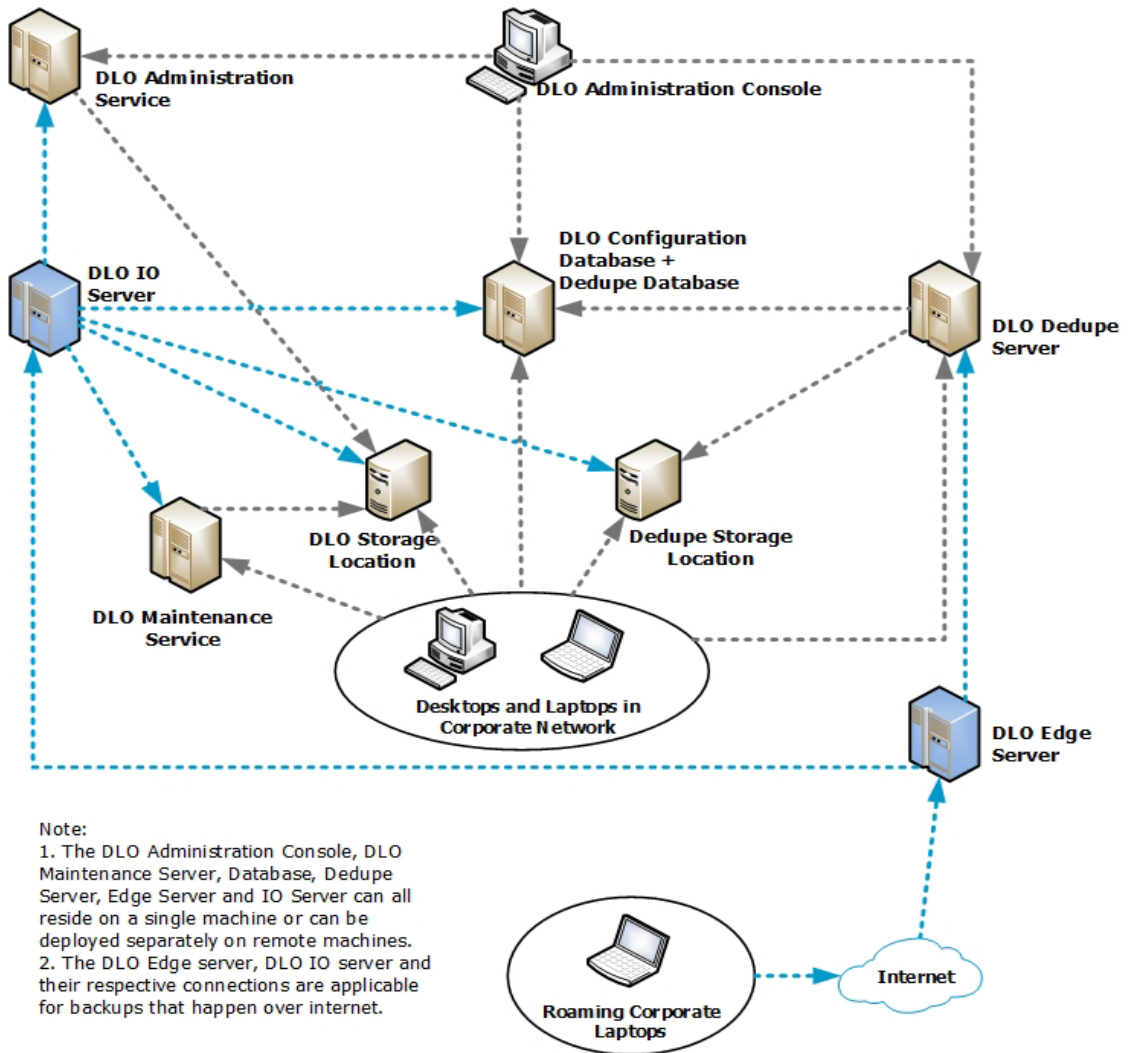 DLO Administration
Service
DLO Administration Console
DLO IO
Server
DLO Configuration
Database +
Dedupe Database
DLO Dedupe
Server
DLO Storage
Location
Dedupe Storage
Location
DLO Maintenance
Service
Desktops and Laptops in
Corporate Network
DLO Edge
Server
Note:
1. The DLO Administration Console, DLO
Maintenance Server, Database, Dedupe
Server, Edge Server and IO Server can all
reside on a single machine or can be
deployed separately on remote machines.
2. The DLO Edge server, DLO IO server and
their respective connections are applicable
for backups that happen over internet.
Internet
Roaming Corporate
Laptops